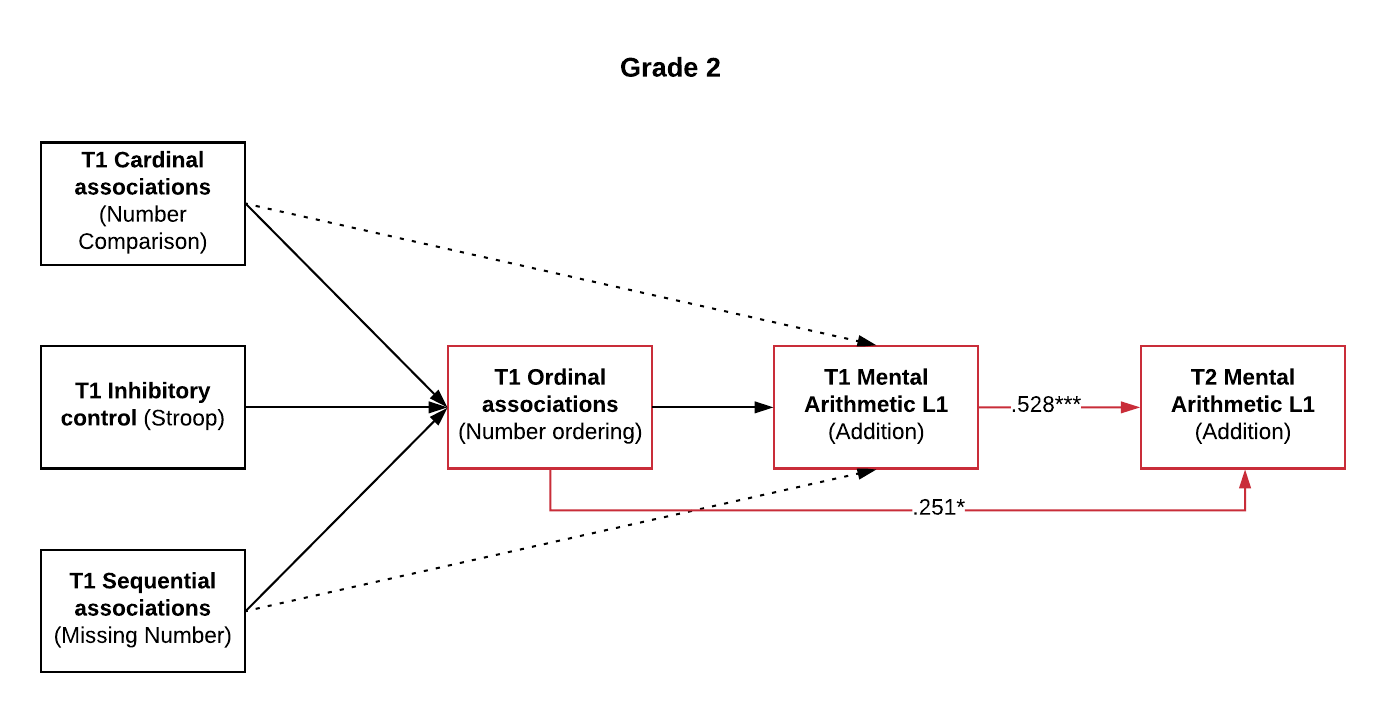 Grade 2
T1 Cardinal
associations
(Number
Comparison)
T1 Inhibitory
control (Stroop)
T1 Sequential
associations
(Missing Number)
T1 Ordinal
associations
(Number ordering)
T1 Mental
Arithmetic L1
(Addition)
.528***
T2 Mental
Arithmetic L1
(Addition)
.251*